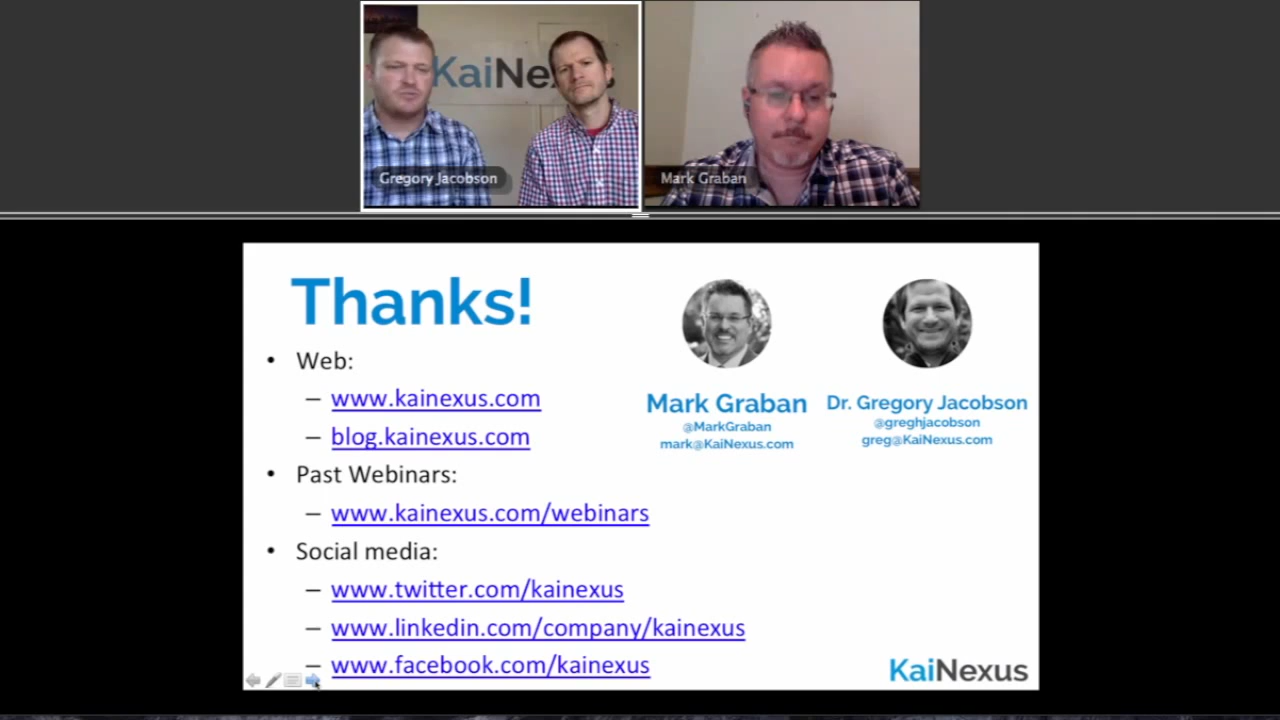 KaiNe s
Gregory Jacobson
Mark Graban
Thanks!
• Web:
– www.kainexus.com
– blog.kainexus.com
• Past Webinars:
– www.kainexus.com/webinars
• Social media:
– www.twitter.com/kainexus
– www.linkedin.com/company/kainexus
– www.facebook.com/kainexus
Mark Graban
@MarkGraban
mark@KaiNexus.com
Dr. Gregory Jacobson
@greghjacobson
greg@KaiNexus.com
KaiNexus